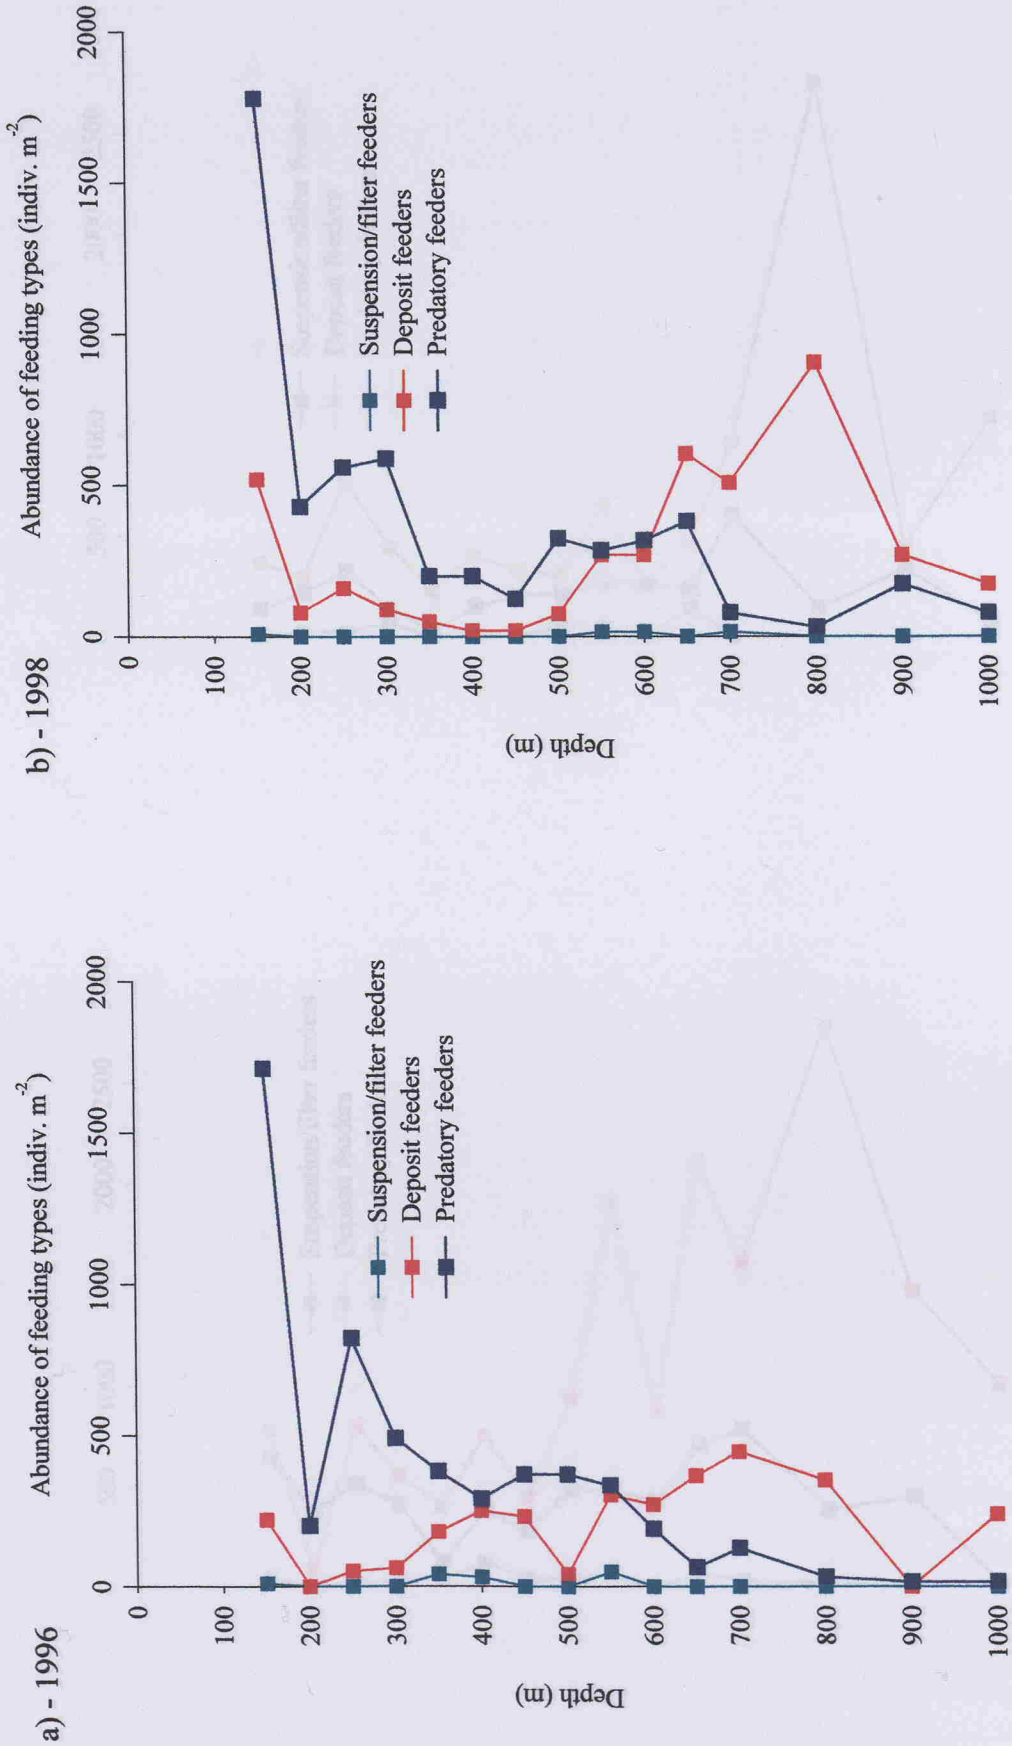 a) - 1996
Abundance of feeding types (indiv. m-2)
0 500 1000 1500 2000
0
100
200
300
400
500
600
700
800
900
1000
Depth (m)
Suspension/filter feeders
Deposit feeders
Predatory feeders
b) - 1998
Abundance of feeding types (indiv. m-2)
0 500 1000 1500 2000
0
100
200
300
400
500
600
700
800
900
1000
Depth (m)
Suspension/filter feeders
Deposit feeders
Predatory feeders